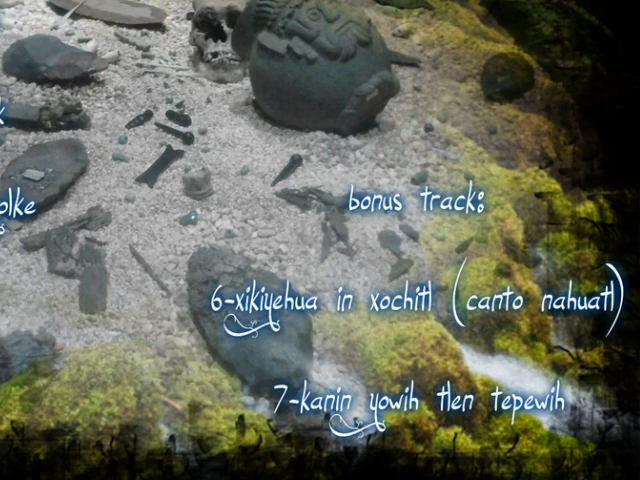 bonus track:
6-xikiyehua in xochitl (canto nahuatl)
7-kanin yowih tlen tepewih